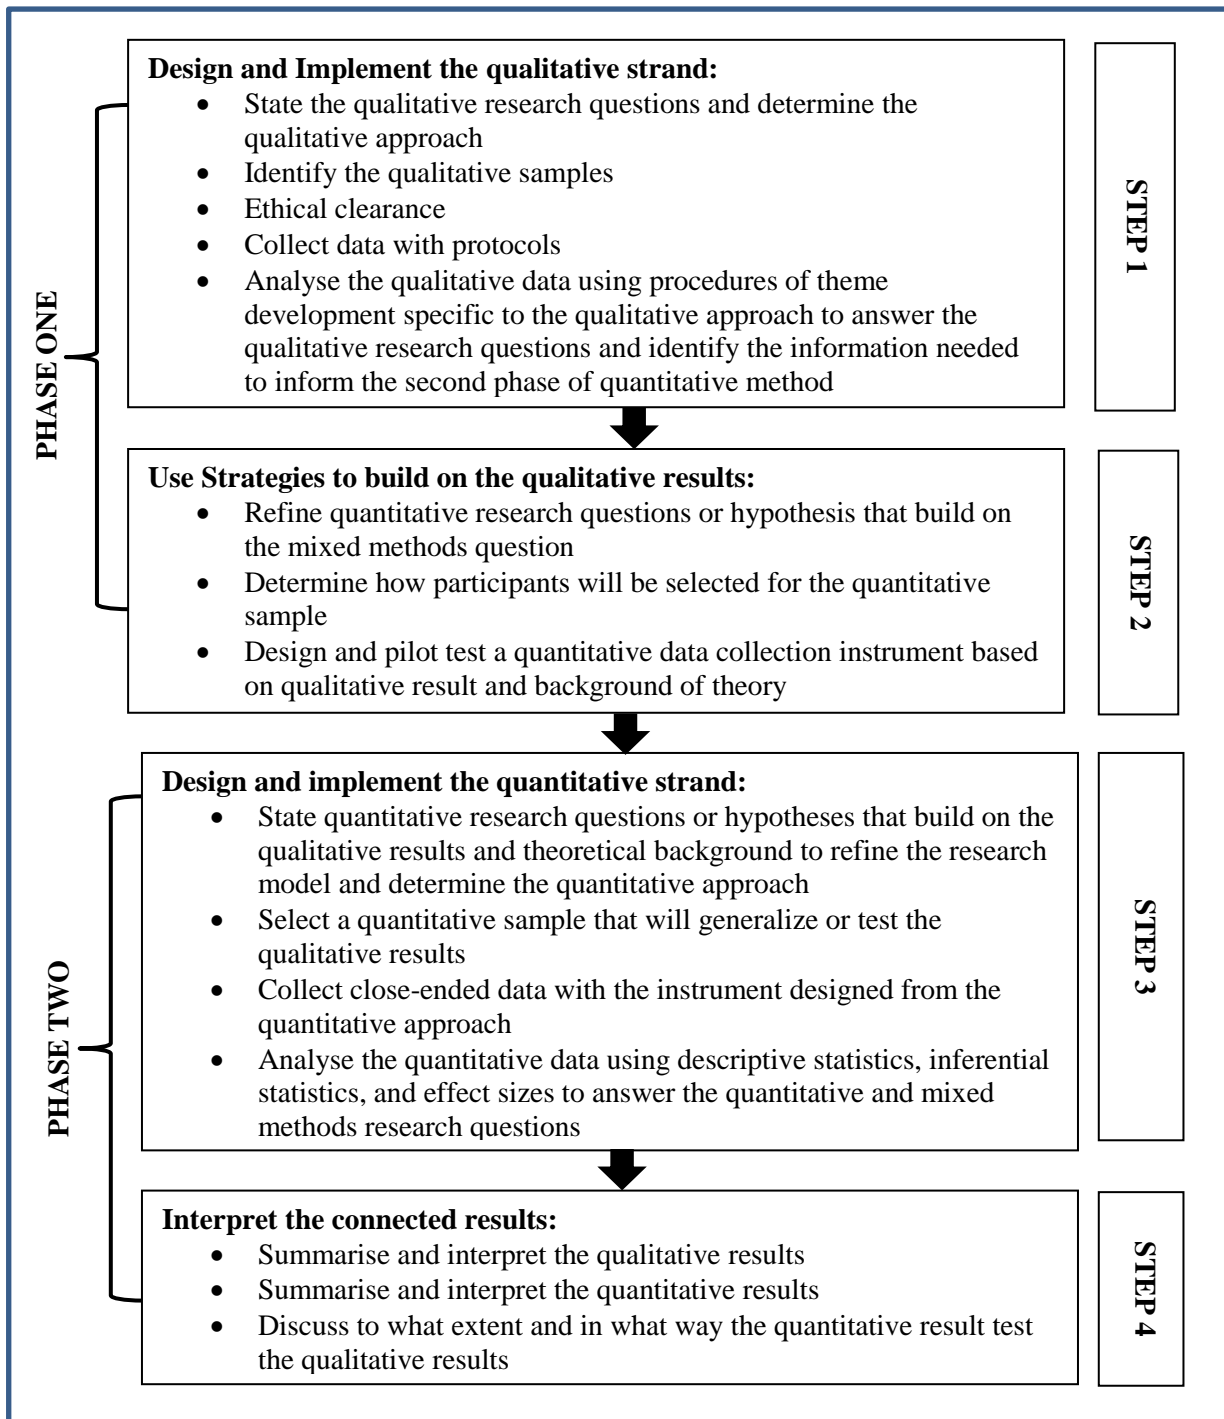 Design and Implement the qualitative strand:
• State the qualitative research questions and determine the
qualitative approach
• Identify the qualitative samples
• Ethical clearance
• Collect data with protocols
• Analyse the qualitative data using procedures of theme
development specific to the qualitative approach to answer the
qualitative research questions and identify the information needed
to inform the second phase of quantitative method
STEP 1
PHASE ONE
Use Strategies to build on the qualitative results:
• Refine quantitative research questions or hypothesis that build on
the mixed methods question
• Determine how participants will be selected for the quantitative
sample
• Design and pilot test a quantitative data collection instrument based
on qualitative result and background of theory
STEP 2
Design and implement the quantitative strand:
• State quantitative research questions or hypotheses that build on the
qualitative results and theoretical background to refine the research
model and determine the quantitative approach
• Select a quantitative sample that will generalize or test the
qualitative results
• Collect close-ended data with the instrument designed from the
quantitative approach
• Analyse the quantitative data using descriptive statistics, inferential
statistics, and effect sizes to answer the quantitative and mixed
methods research questions
STEP 3
PHASE TWO
Interpret the connected results:
• Summarise and interpret the qualitative results
• Summarise and interpret the quantitative results
• Discuss to what extent and in what way the quantitative result test
the qualitative results
STEP 4